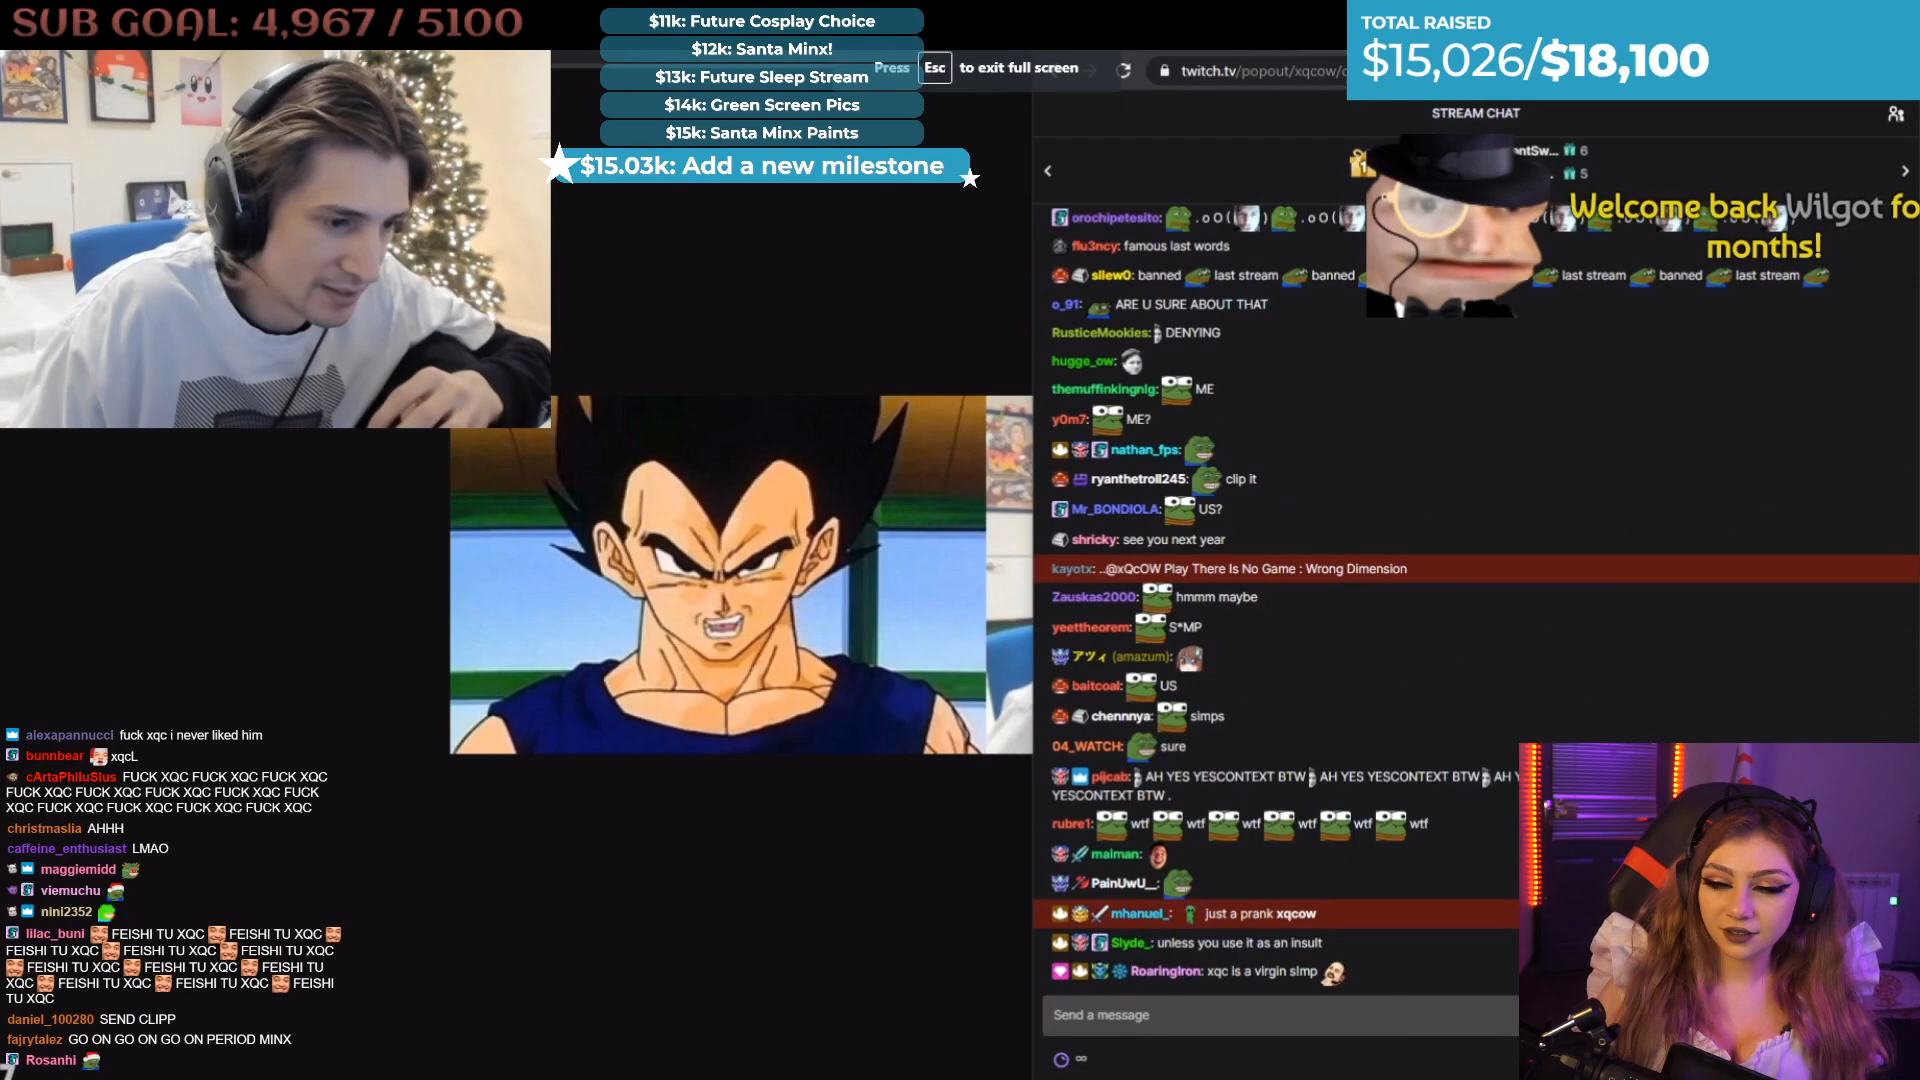 SUB GOAL: 4,967 / 5100
$11k: Future Cosplay Choice
$12k: Santa Minx!
$13k: Future Sleep Stream
$14k: Green Screen Pics
$15k: Santa Minx Paints
$15.03k: Add a new milestone
Press Esc to exit full screen
twitch.tv/popout/xqcow/c
TOTAL RAISED
$15,026/$18,100
STREAM CHAT
ntSw... 6
5
Welcome back Wilgot fo
months!
orochipetesito: . o O ( ) . o O (
flu3ncy: famous last words
sllew0: banned last stream banned last stream banned last stream
o_91: ARE U SURE ABOUT THAT
RusticeMookies: DENYING
hugge_ow:
themuffinkingnlg: ME
y0m7: ME?
nathan_fps:
ryanthetroll245: clip it
Mr_BONDIOLA: US?
shricky: see you next year
kayotx: ..@xQcOW Play There Is No Game : Wrong Dimension
Zauskas2000: hmmm maybe
yeettheorem: S*MP
アツィ (amazum):
baitcoal: US
chennnya: simps
04_WATCH: sure
pijcab: AH YES YESCONTEXT BTW AH YES YESCONTEXT BTW AH Y
YESCONTEXT BTW .
rubre1: wtf wtf wtf wtf wtf wtf
maiman:
PainUwU__:
mhanuel_: just a prank xqcow
Slyde_: unless you use it as an insult
RoaringIron: xqc is a virgin simp
Send a message
alexapannucci fuck xqc i never liked him
bunnbear xqcL
cArtaPhIluSIus FUCK XQC FUCK XQC FUCK XQC
FUCK XQC FUCK XQC FUCK XQC FUCK XQC FUCK
XQC FUCK XQC FUCK XQC FUCK XQC FUCK XQC
christmaslia AHHH
caffeine_enthusiast LMAO
maggiemidd
viemuchu
nini2352
lilac_buni FEISHI TU XQC FEISHI TU XQC
FEISHI TU XQC FEISHI TU XQC FEISHI TU XQC
FEISHI TU XQC FEISHI TU XQC FEISHI TU
XQC FEISHI TU XQC FEISHI TU XQC FEISHI
TU XQC
daniel_100280 SEND CLIPP
fajrytalez GO ON GO ON GO ON PERIOD MINX
Rosanhi